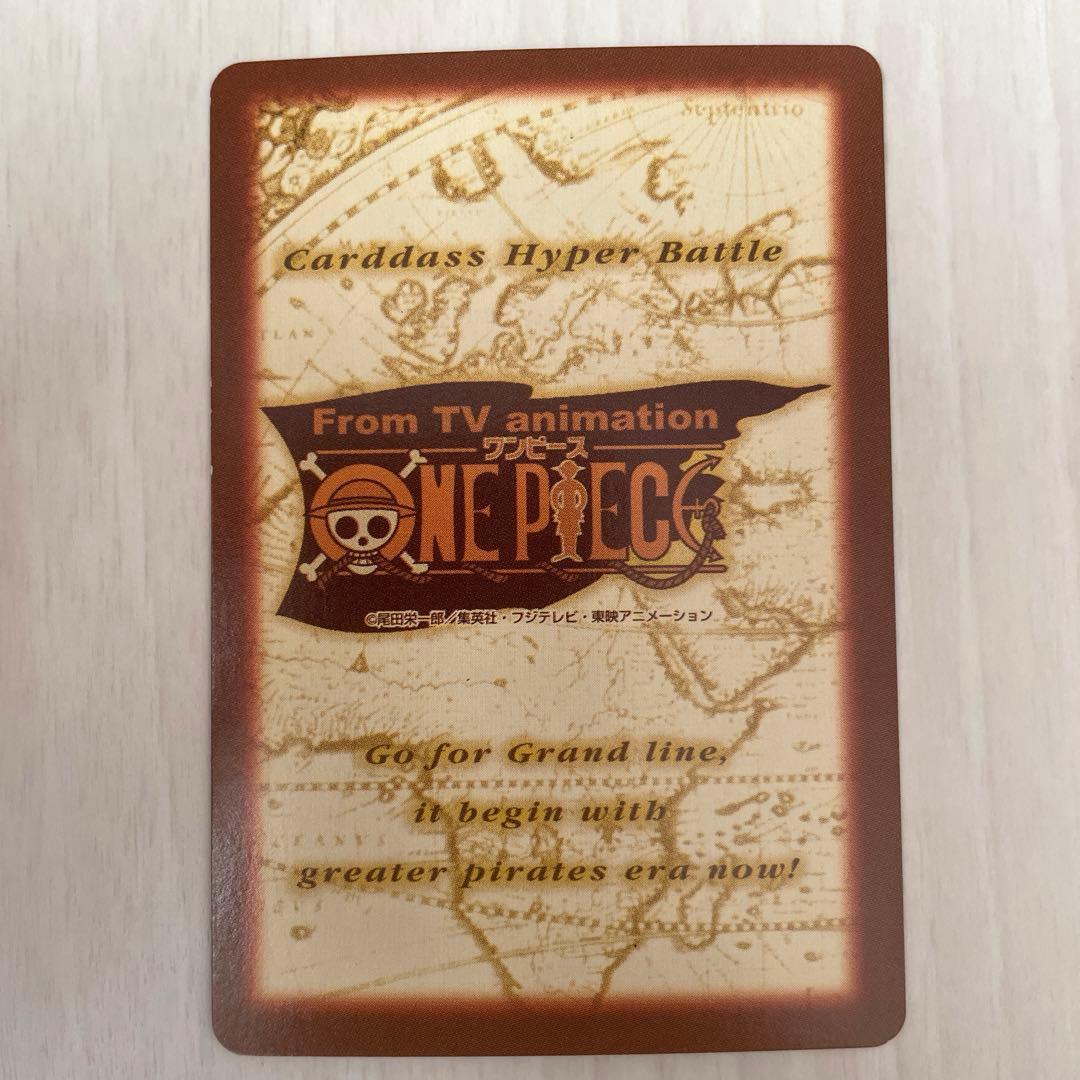 Septentrio
Carddass Hyper Battle
From TV animation
ワンピース
ONE PIECE
©尾田栄一郎／集英社・フジテレビ・東映アニメーション
Go for Grand line,
it begin with
greater pirates era now!